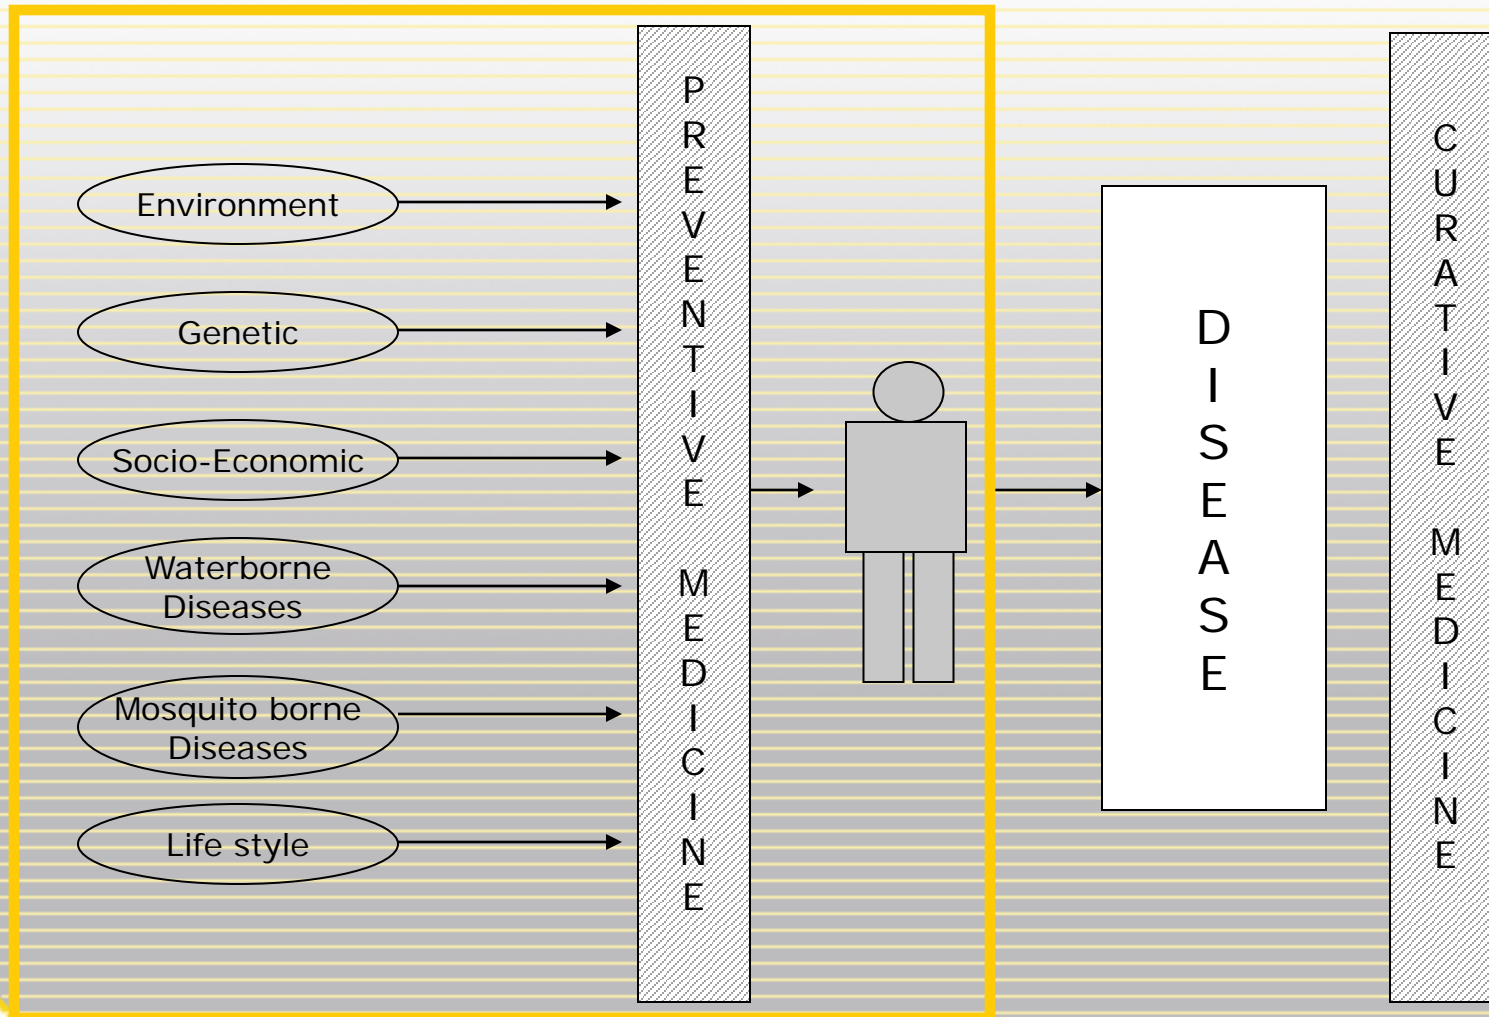 Environment
Genetic
Socio-Economic
Waterborne
Diseases
Mosquito borne
Diseases
Life style
PREVENTIVE MEDICINE
DISEASE
CURATIVE MEDICINE